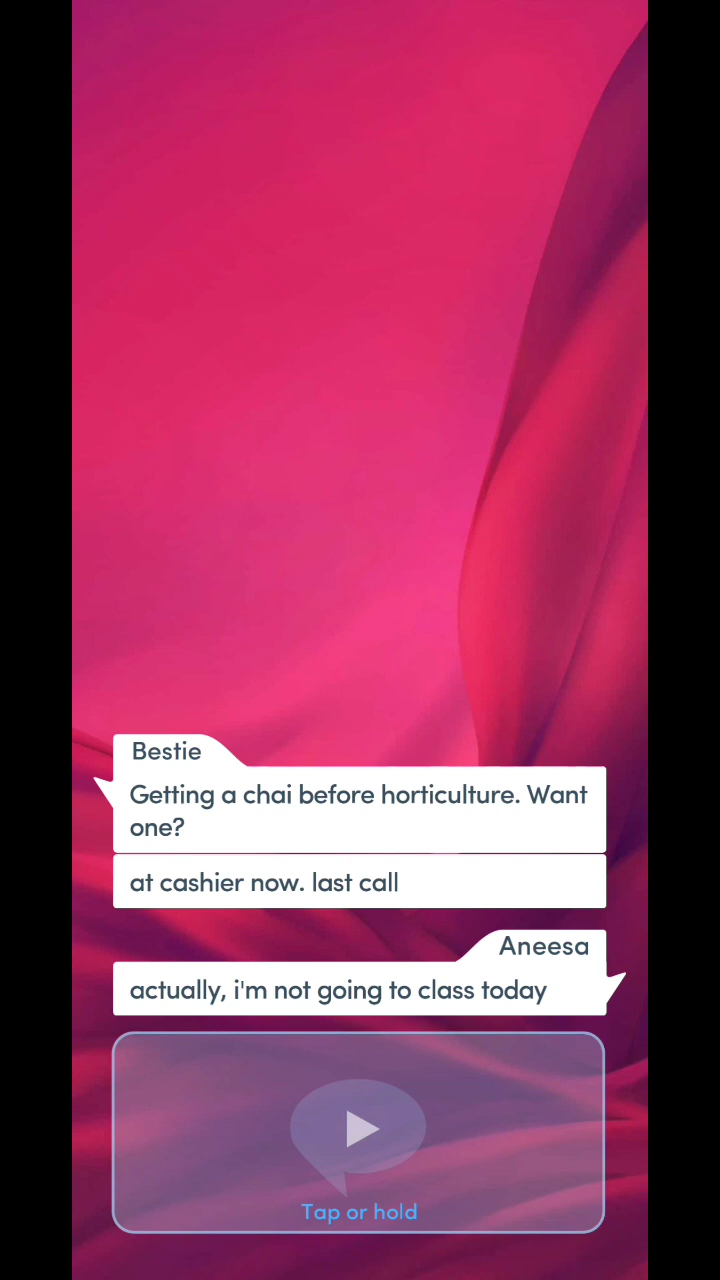 Bestie
Getting a chai before horticulture. Want
one?
at cashier now. last call
Aneesa
actually, i'm not going to class today
Tap or hold